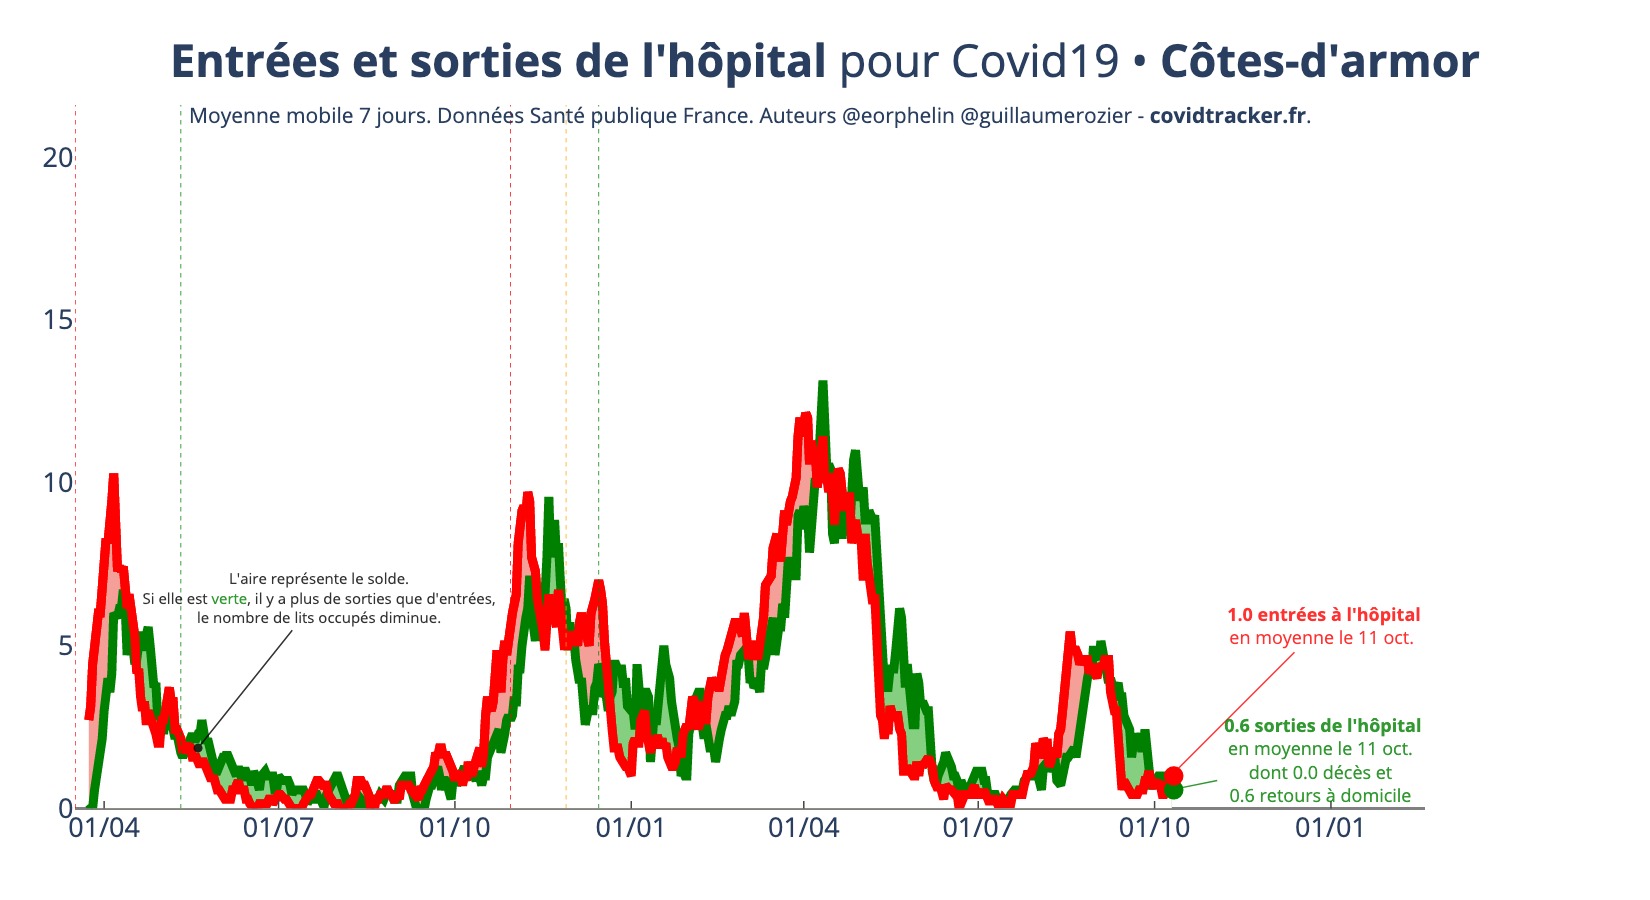 Entrées et sorties de l'hôpital pour Covid19 • Côtes-d'armor
Moyenne mobile 7 jours. Données Santé publique France. Auteurs @eorphelin @guillaumerozier - covidtracker.fr.
20
15
10
5
0
L'aire représente le solde.
Si elle est verte, il y a plus de sorties que d'entrées,
le nombre de lits occupés diminue.
1.0 entrées à l'hôpital
en moyenne le 11 oct.
0.6 sorties de l'hôpital
en moyenne le 11 oct.
dont 0.0 décès et
0.6 retours à domicile
01/04
01/07
01/10
01/01
01/04
01/07
01/10
01/01